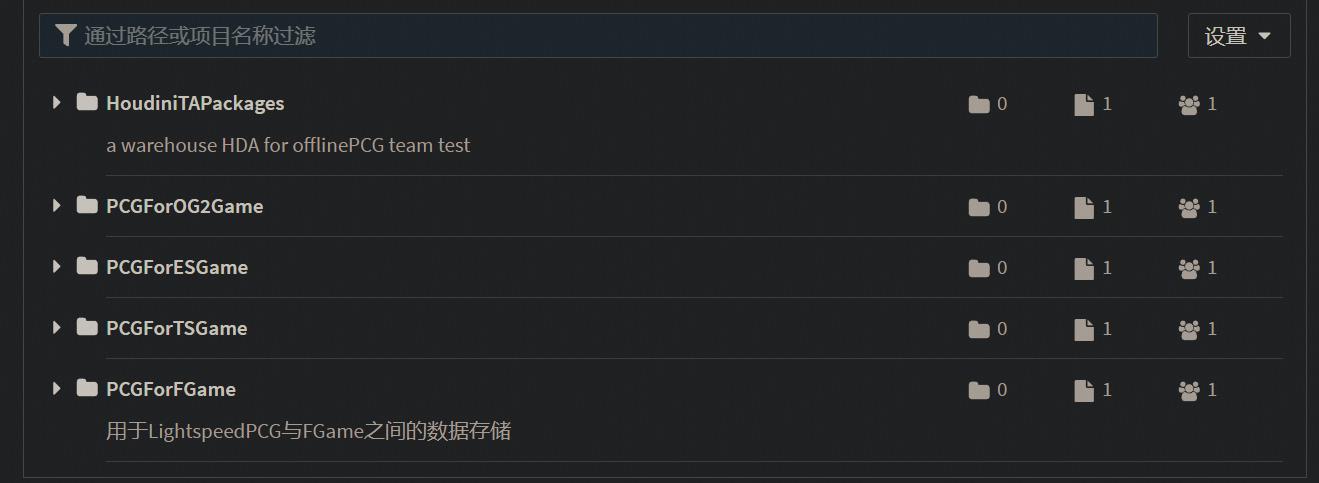 通过路径或项目名称过滤 设置
HoudiniTAPackages 0 1 1
a warehouse HDA for offlinePCG team test
PCGForOG2Game 0 1 1
PCGForESGame 0 1 1
PCGForTSGame 0 1 1
PCGForFGame 0 1 1
用于LightspeedPCG与FGame之间的数据存储